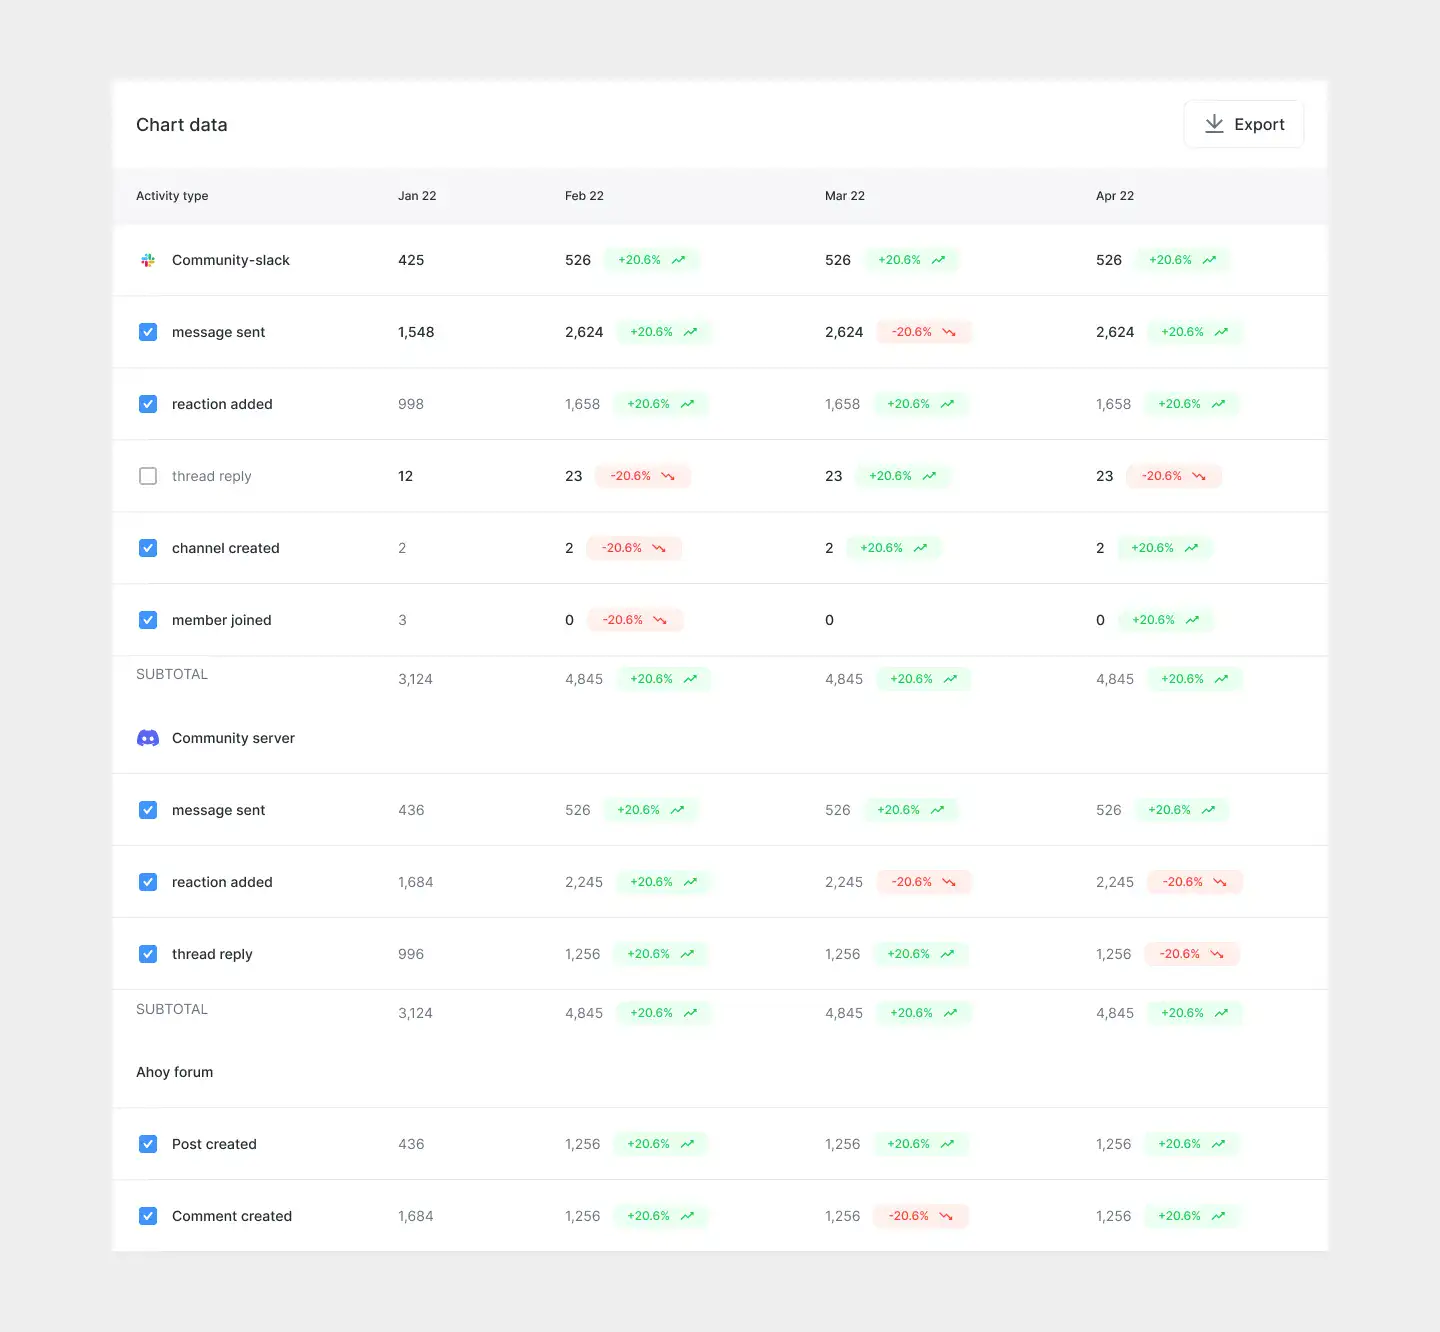 Chart data
Export
Activity type Jan 22 Feb 22 Mar 22 Apr 22
Community-slack 425 526 +20.6% 526 +20.6% 526 +20.6%
message sent 1,548 2,624 +20.6% 2,624 -20.6% 2,624 +20.6%
reaction added 998 1,658 +20.6% 1,658 +20.6% 1,658 +20.6%
thread reply 12 23 -20.6% 23 +20.6% 23 -20.6%
channel created 2 2 -20.6% 2 +20.6% 2 +20.6%
member joined 3 0 -20.6% 0 0 +20.6%
SUBTOTAL 3,124 4,845 +20.6% 4,845 +20.6% 4,845 +20.6%
Community server
message sent 436 526 +20.6% 526 +20.6% 526 +20.6%
reaction added 1,684 2,245 +20.6% 2,245 -20.6% 2,245 -20.6%
thread reply 996 1,256 +20.6% 1,256 +20.6% 1,256 -20.6%
SUBTOTAL 3,124 4,845 +20.6% 4,845 +20.6% 4,845 +20.6%
Ahoy forum
Post created 436 1,256 +20.6% 1,256 +20.6% 1,256 +20.6%
Comment created 1,684 1,256 +20.6% 1,256 -20.6% 1,256 +20.6%